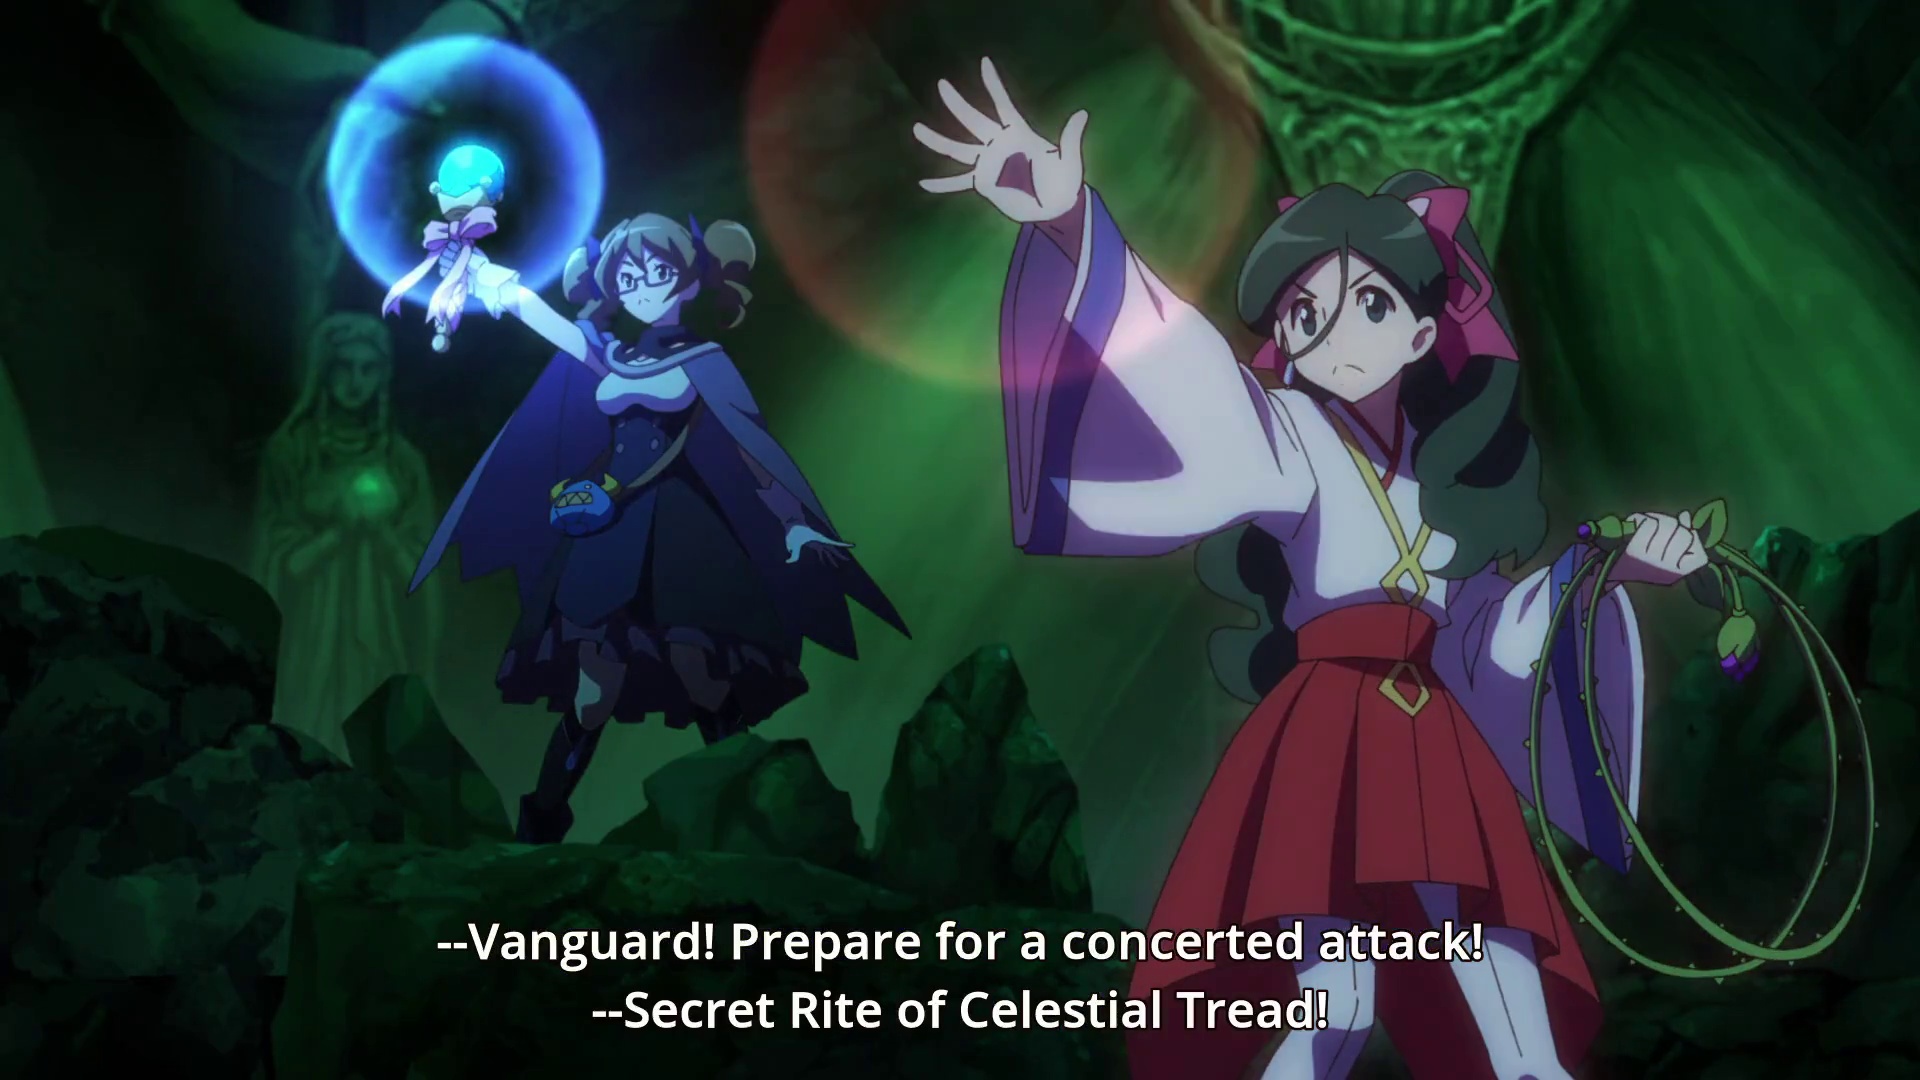 --Vanguard! Prepare for a concerted attack!
--Secret Rite of Celestial Tread!